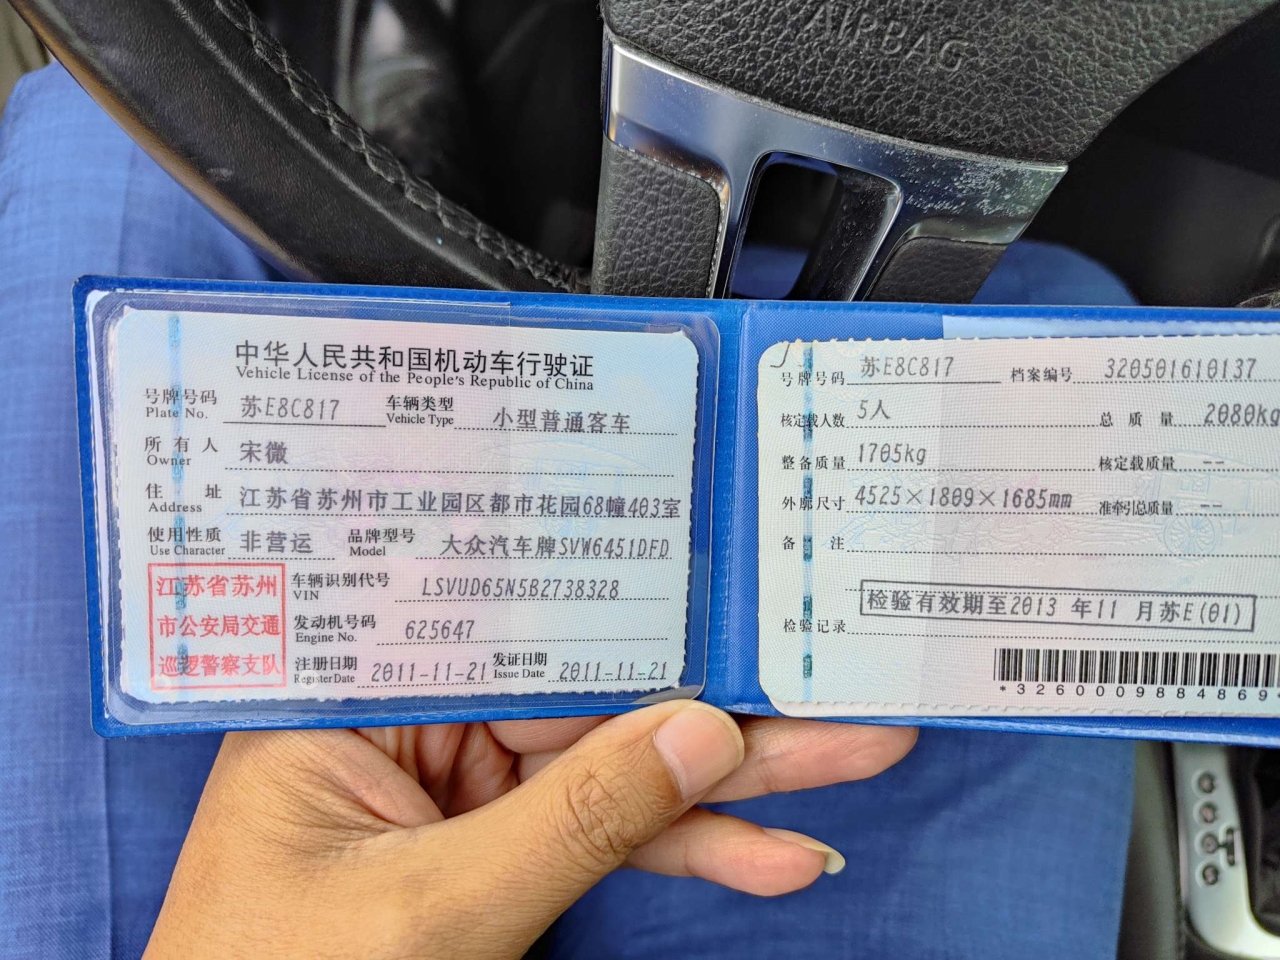 AIRBAG
中华人民共和国机动车行驶证
Vehicle License of the People's Republic of China
号牌号码 苏E8C817 车辆类型 小型普通客车
Plate No. Vehicle Type
所有人 宋微
Owner
住址 江苏省苏州市工业园区都市花园68幢403室
Address
使用性质 非营运 品牌型号 大众汽车牌SVW6451DFD
Use Character Model
江苏省苏州
市公安局交通
巡逻警察支队
车辆识别代号 LSVUD65N5B2738328
VIN
发动机号码 625647
Engine No.
注册日期 2011-11-21 发证日期 2011-11-21
Register Date Issue Date
号牌号码 苏E8C817 档案编号 320501610137
核定载人数 5人 总质量 2080kg
整备质量 1705kg 核定载质量 --
外廓尺寸 4525×1809×1685mm 准牵引总质量 --
备注
检验有效期至2013 年11 月苏E(01)
检验记录
*3260009884869